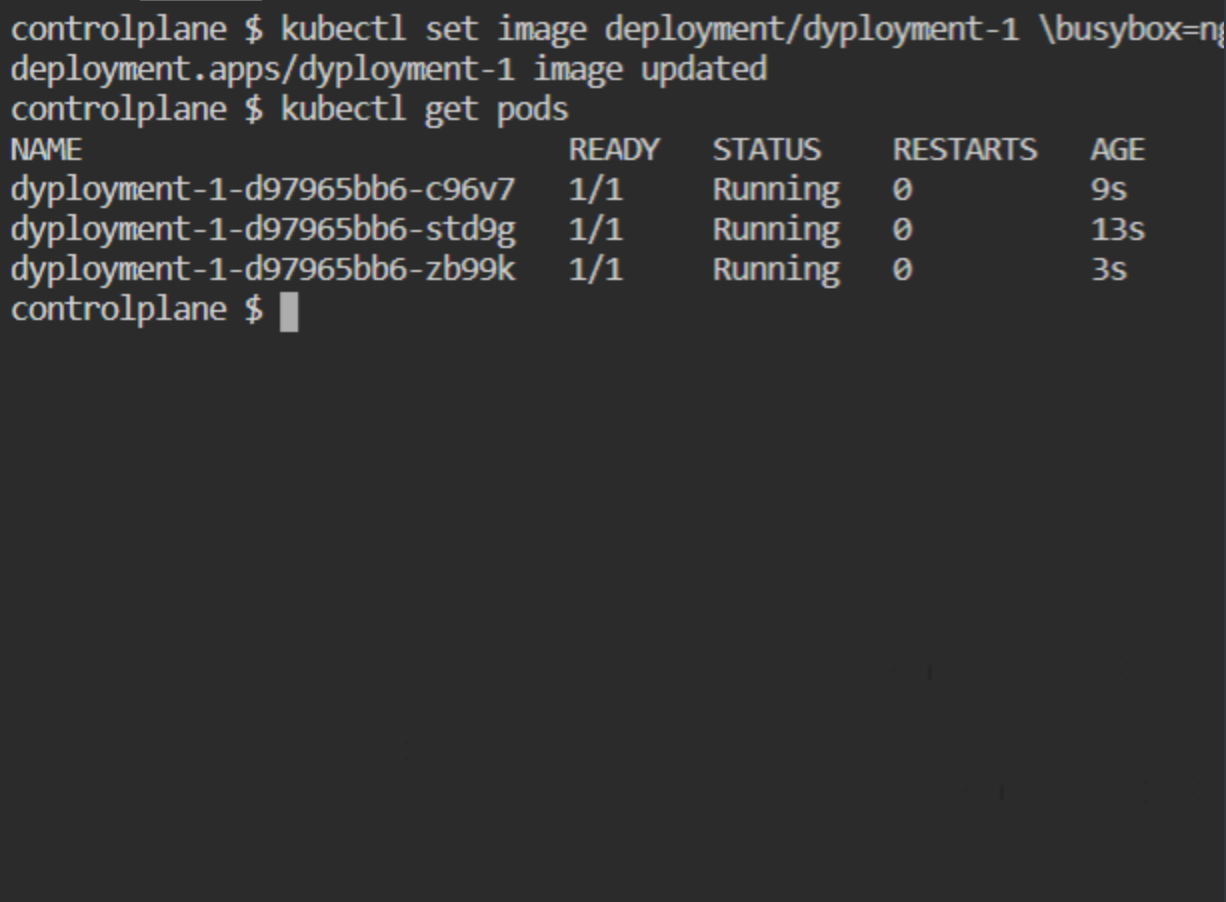 controlplane $ kubectl set image deployment/dyployment-1 \busybox=n
deployment.apps/dyployment-1 image updated
controlplane $ kubectl get pods
NAME READY STATUS RESTARTS AGE
dyployment-1-d97965bb6-c96v7 1/1 Running 0 9s
dyployment-1-d97965bb6-std9g 1/1 Running 0 13s
dyployment-1-d97965bb6-zb99k 1/1 Running 0 3s
controlplane $